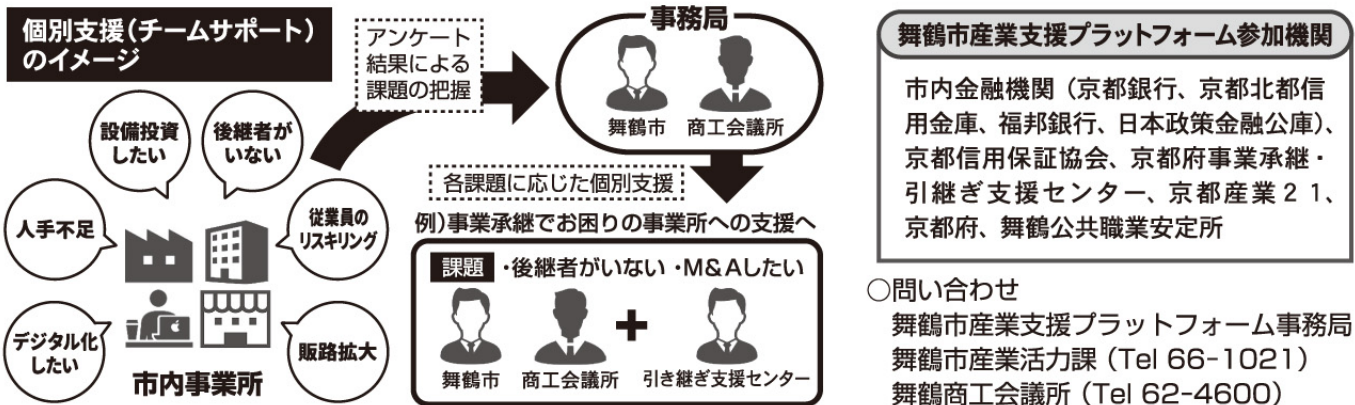 個別支援（チームサポート）
のイメージ
設備投資
したい
後継者が
いない
人手不足
従業員の
リスキリング
デジタル化
したい
販路拡大
市内事業所
アンケート
結果による
課題の把握
事務局
舞鶴市 商工会議所
各課題に応じた個別支援
例）事業承継でお困りの事業所への支援へ
課題 ・後継者がいない ・M&Aしたい
+
舞鶴市 商工会議所 引き継ぎ支援センター
舞鶴市産業支援プラットフォーム参加機関
市内金融機関（京都銀行、京都北都信
用金庫、福邦銀行、日本政策金融公庫）、
京都信用保証協会、京都府事業承継・
引継ぎ支援センター、京都産業２１、
京都府、舞鶴公共職業安定所
○問い合わせ
舞鶴市産業支援プラットフォーム事務局
舞鶴市産業活力課（Tel 66-1021）
舞鶴商工会議所（Tel 62-4600）